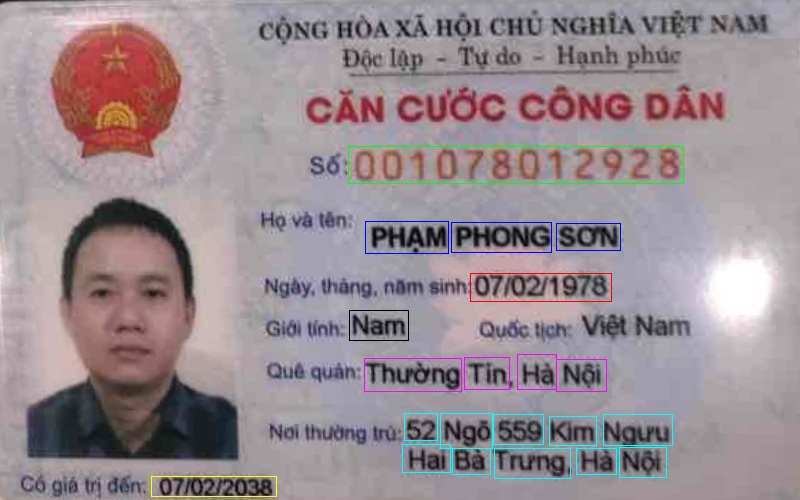 CỘNG HÒA XÃ HỘI CHỦ NGHĨA VIỆT NAM
Độc lập - Tự do - Hạnh phúc
CĂN CƯỚC CÔNG DÂN
Số: 001078012928
Họ và tên: PHẠM PHONG SƠN
Ngày, tháng, năm sinh: 07/02/1978
Giới tính: Nam Quốc tịch: Việt Nam
Quê quán: Thường Tín, Hà Nội
Nơi thường trú: 52 Ngõ 559 Kim Ngưu
Hai Bà Trưng, Hà Nội
Có giá trị đến: 07/02/2038